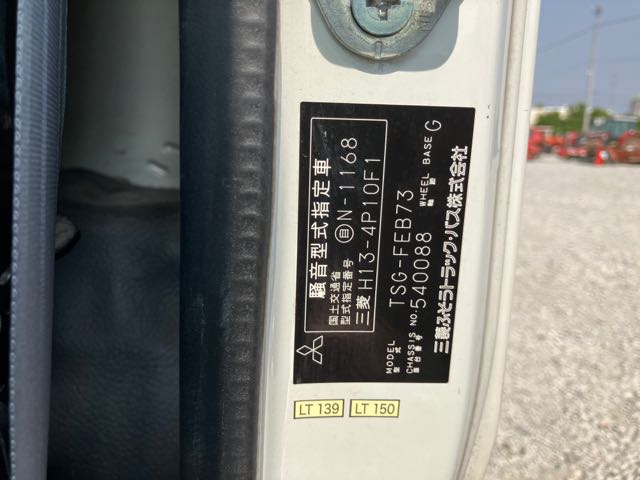 騒音型式指定車
国土交通省
型式指定番号 自N-1168
三菱 H13-4P10F1
MODEL
型式 TSG-FEB73
CHASSIS NO. 540088 WHEEL BASE G
車台番号 軸距
三菱ふそうトラック・バス株式会社
LT 139 LT 150